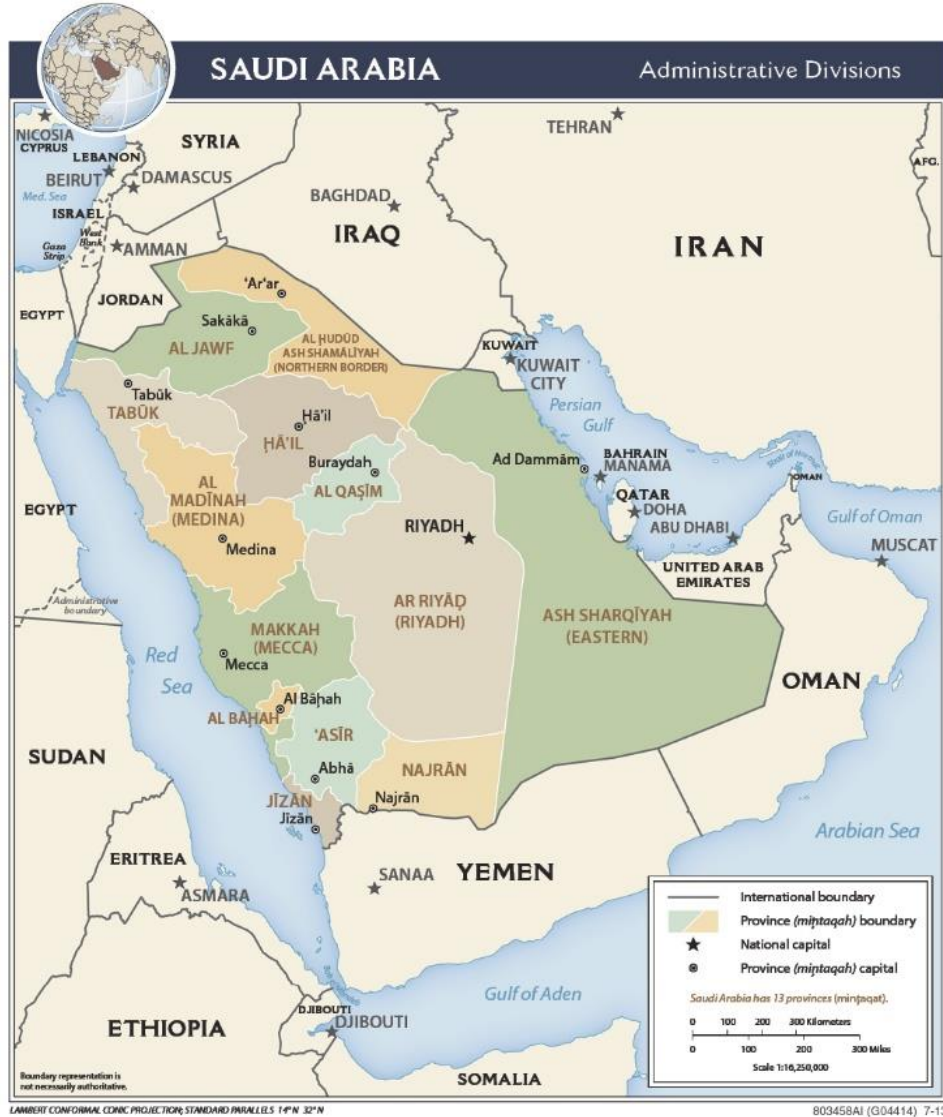 SAUDI ARABIA
Administrative Divisions
NICOSIA
CYPRUS
LEBANON
BEIRUT
Med. Sea
SYRIA
DAMASCUS
ISRAEL
West
Bank
Gaza
Strip
AMMAN
JORDAN
EGYPT
BAGHDAD
IRAQ
TEHRAN
IRAN
AFG.
ʻArʻar
Sakākā
AL JAWF
AL ḤUDŪD
ASH SHAMĀLĪYAH
(NORTHERN BORDER)
KUWAIT
KUWAIT
CITY
Persian
Gulf
Tabūk
TABŪK
Ḥā'il
ḤĀ'IL
Buraydah
AL QAṢĪM
Ad Dammām
BAHRAIN
MANAMA
QATAR
DOHA
ABU DHABI
Strait of Hormuz
OMAN
Gulf of Oman
MUSCAT
UNITED ARAB
EMIRATES
AL
MADĪNAH
(MEDINA)
Medina
EGYPT
RIYADH
AR RIYĀḌ
(RIYADH)
ASH SHARQĪYAH
(EASTERN)
Administrative
boundary
MAKKAH
(MECCA)
Mecca
Red
Sea
Al Bāḥah
AL BĀḤAH
ʻASĪR
Abhā
NAJRĀN
Najrān
JĪZĀN
Jīzān
OMAN
SUDAN
ERITREA
ASMARA
YEMEN
SANAA
Arabian Sea
Gulf of Aden
DJIBOUTI
DJIBOUTI
ETHIOPIA
SOMALIA
International boundary
Province (minṭaqah) boundary
National capital
Province (minṭaqah) capital
Saudi Arabia has 13 provinces (minṭaqat).
0 100 200 300 Kilometers
0 100 200 300 Miles
Scale 1:16,250,000
Boundary representation is
not necessarily authoritative.
LAMBERT CONFORMAL CONIC PROJECTION; STANDARD PARALLELS 14°N 32°N
803458AI (G04414) 7-13